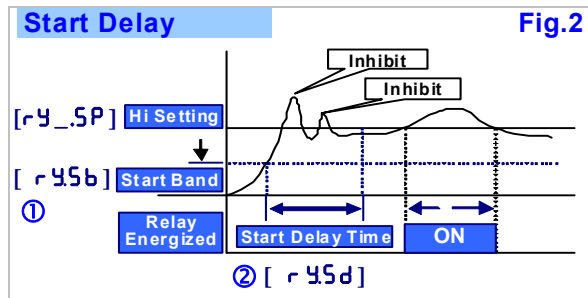 Start Delay
Fig.2
Inhibit
Inhibit
[rY_.SP] Hi Setting
[rY.Sb] Start Band
①
Relay
Energized
Start Delay Time
ON
② [rY.Sd]